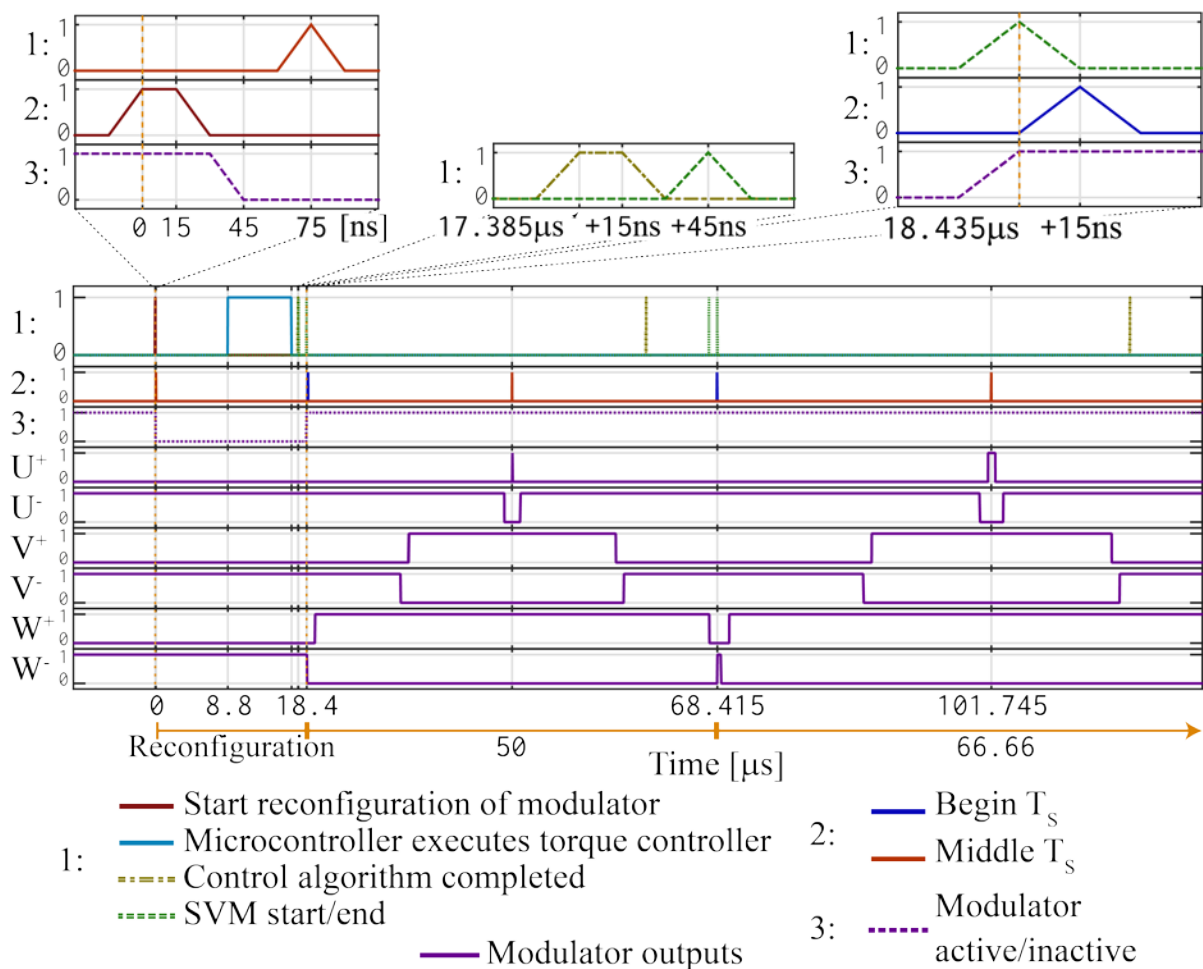 1: 1 0
2: 1 0
3: 1 0
0 15 45 75 [ns]
1: 1 0
17.385μs +15ns +45ns
1: 1 0
2: 1 0
3: 1 0
18.435μs +15ns
1: 1 0
2: 1 0
3: 1 0
U+ 1 0
U- 1 0
V+ 1 0
V- 1 0
W+ 1 0
W- 1 0
0 8.8 18.4 68.415 101.745
Reconfiguration 50 Time [μs] 66.66
1:
Start reconfiguration of modulator
Microcontroller executes torque controller
Control algorithm completed
SVM start/end
2:
Begin Ts
Middle Ts
3:
Modulator
active/inactive
Modulator outputs